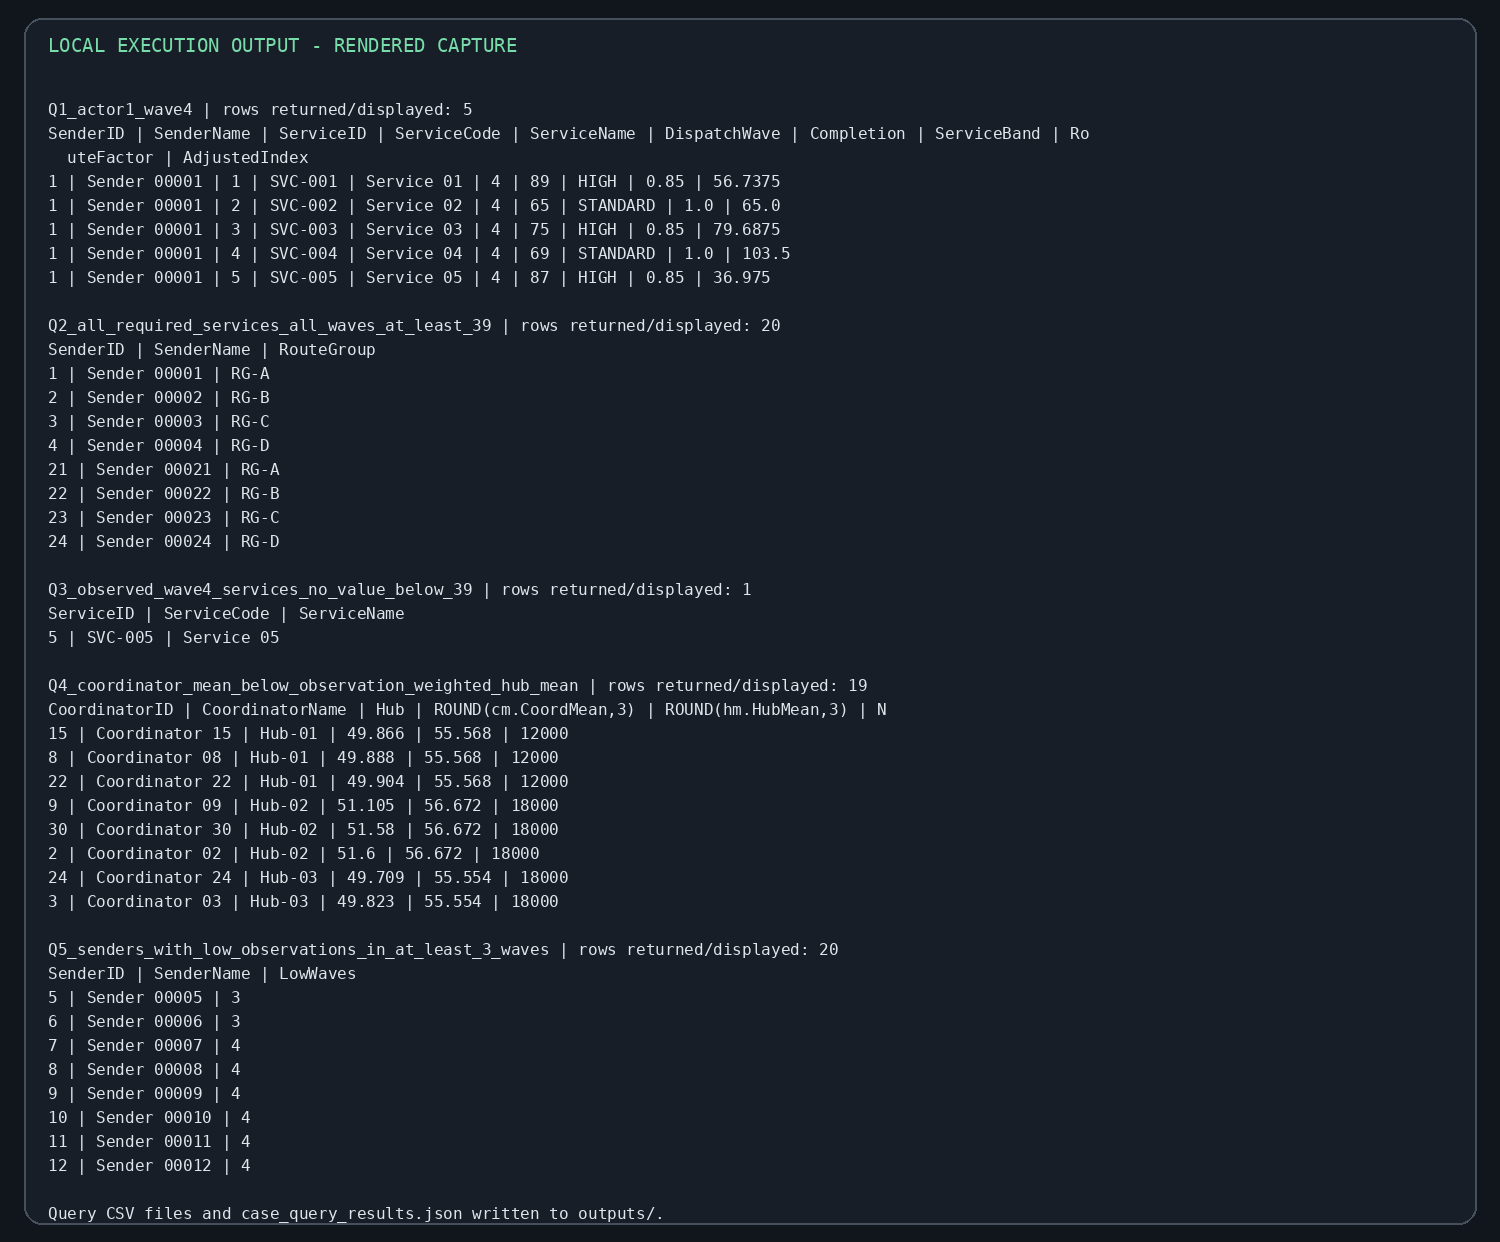 LOCAL EXECUTION OUTPUT - RENDERED CAPTURE
Q1_actor1_wave4 | rows returned/displayed: 5
SenderID | SenderName | ServiceID | ServiceCode | ServiceName | DispatchWave | Completion | ServiceBand | Ro
uteFactor | AdjustedIndex
1 | Sender 00001 | 1 | SVC-001 | Service 01 | 4 | 89 | HIGH | 0.85 | 56.7375
1 | Sender 00001 | 2 | SVC-002 | Service 02 | 4 | 65 | STANDARD | 1.0 | 65.0
1 | Sender 00001 | 3 | SVC-003 | Service 03 | 4 | 75 | HIGH | 0.85 | 79.6875
1 | Sender 00001 | 4 | SVC-004 | Service 04 | 4 | 69 | STANDARD | 1.0 | 103.5
1 | Sender 00001 | 5 | SVC-005 | Service 05 | 4 | 87 | HIGH | 0.85 | 36.975
Q2_all_required_services_all_waves_at_least_39 | rows returned/displayed: 20
SenderID | SenderName | RouteGroup
1 | Sender 00001 | RG-A
2 | Sender 00002 | RG-B
3 | Sender 00003 | RG-C
4 | Sender 00004 | RG-D
21 | Sender 00021 | RG-A
22 | Sender 00022 | RG-B
23 | Sender 00023 | RG-C
24 | Sender 00024 | RG-D
Q3_observed_wave4_services_no_value_below_39 | rows returned/displayed: 1
ServiceID | ServiceCode | ServiceName
5 | SVC-005 | Service 05
Q4_coordinator_mean_below_observation_weighted_hub_mean | rows returned/displayed: 19
CoordinatorID | CoordinatorName | Hub | ROUND(cm.CoordMean,3) | ROUND(hm.HubMean,3) | N
15 | Coordinator 15 | Hub-01 | 49.866 | 55.568 | 12000
8 | Coordinator 08 | Hub-01 | 49.888 | 55.568 | 12000
22 | Coordinator 22 | Hub-01 | 49.904 | 55.568 | 12000
9 | Coordinator 09 | Hub-02 | 51.105 | 56.672 | 18000
30 | Coordinator 30 | Hub-02 | 51.58 | 56.672 | 18000
2 | Coordinator 02 | Hub-02 | 51.6 | 56.672 | 18000
24 | Coordinator 24 | Hub-03 | 49.709 | 55.554 | 18000
3 | Coordinator 03 | Hub-03 | 49.823 | 55.554 | 18000
Q5_senders_with_low_observations_in_at_least_3_waves | rows returned/displayed: 20
SenderID | SenderName | LowWaves
5 | Sender 00005 | 3
6 | Sender 00006 | 3
7 | Sender 00007 | 4
8 | Sender 00008 | 4
9 | Sender 00009 | 4
10 | Sender 00010 | 4
11 | Sender 00011 | 4
12 | Sender 00012 | 4
Query CSV files and case_query_results.json written to outputs/.